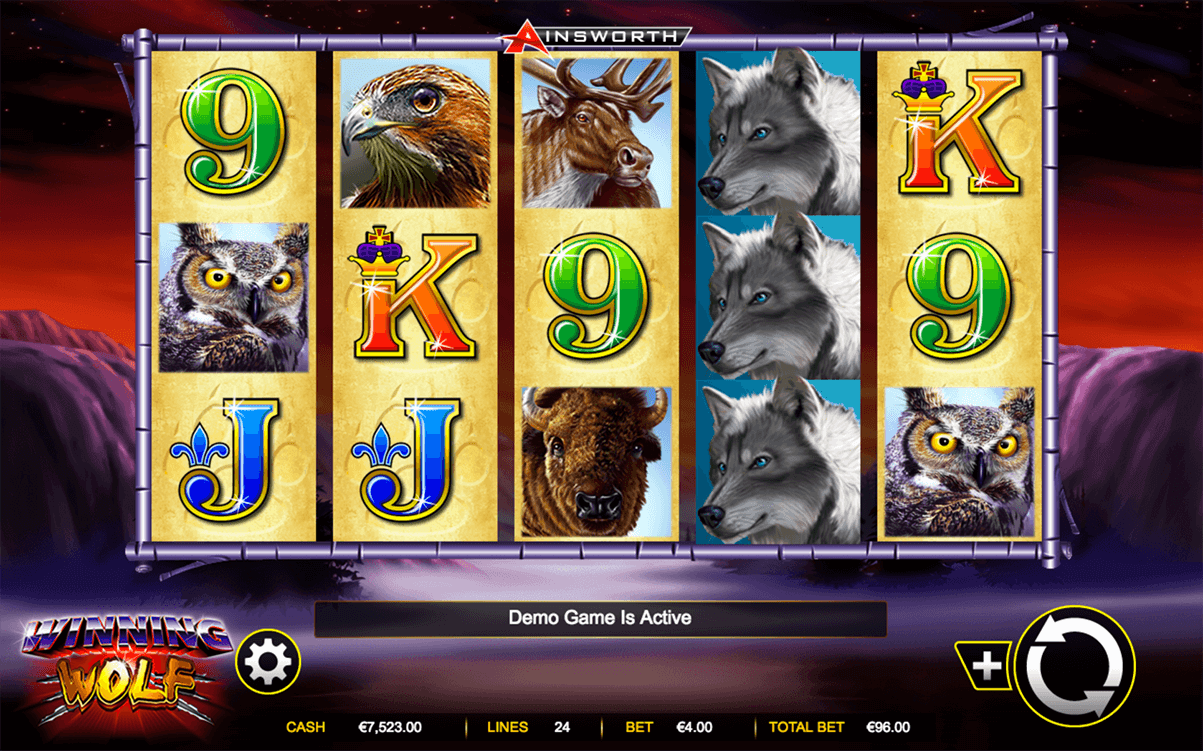 AINSWORTH
9
K
K
9
9
J
J
Demo Game Is Active
WINNING
WOLF
CASH €7,523.00 LINES 24 BET €4.00 TOTAL BET €96.00